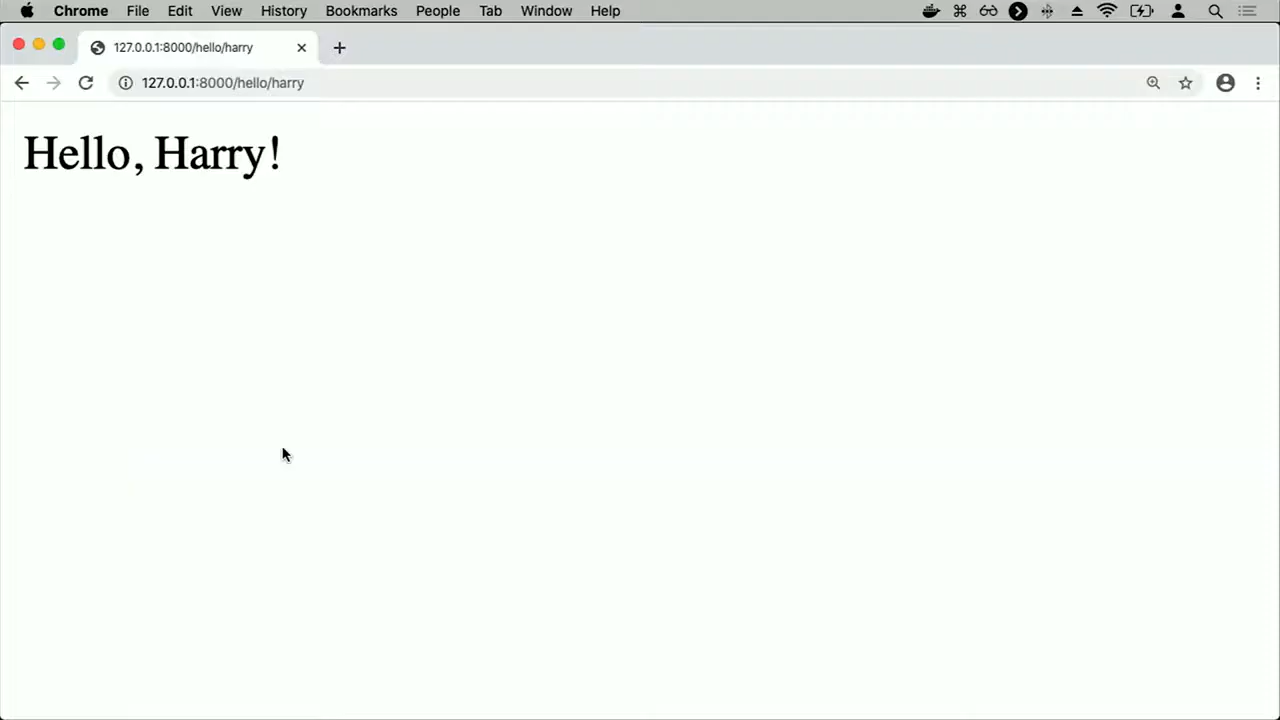 Chrome File Edit View History Bookmarks People Tab Window Help
127.0.0.1:8000/hello/harry
127.0.0.1:8000/hello/harry
Hello, Harry!